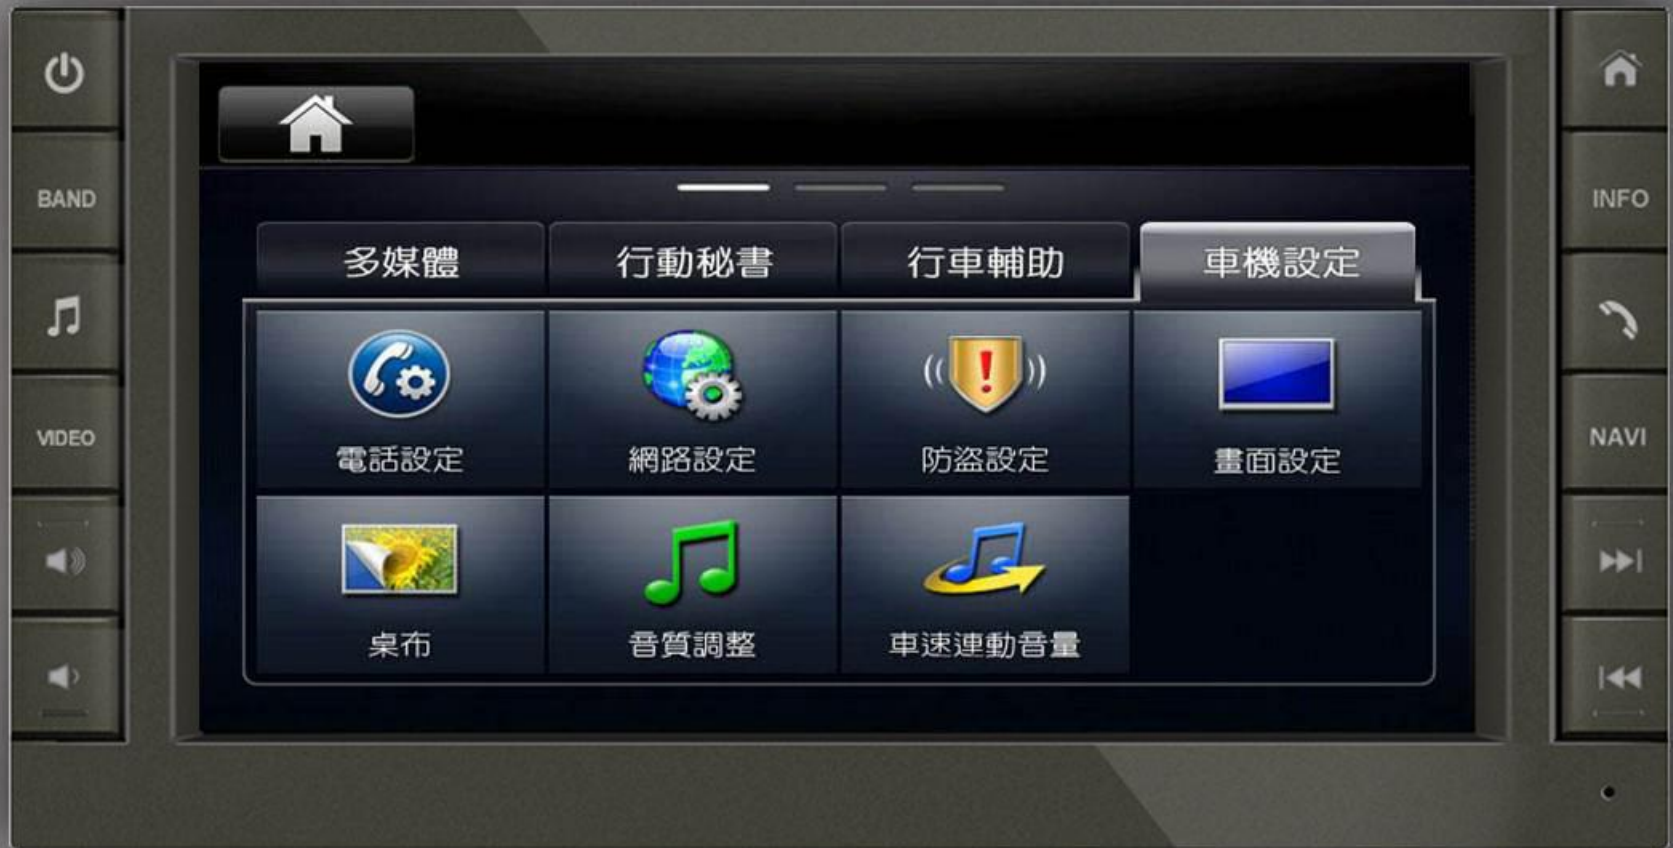 BAND
VIDEO
多媒體 行動秘書 行車輔助 車機設定
電話設定 網路設定 防盜設定 畫面設定
桌布 音質調整 車速連動音量
INFO
NAVI